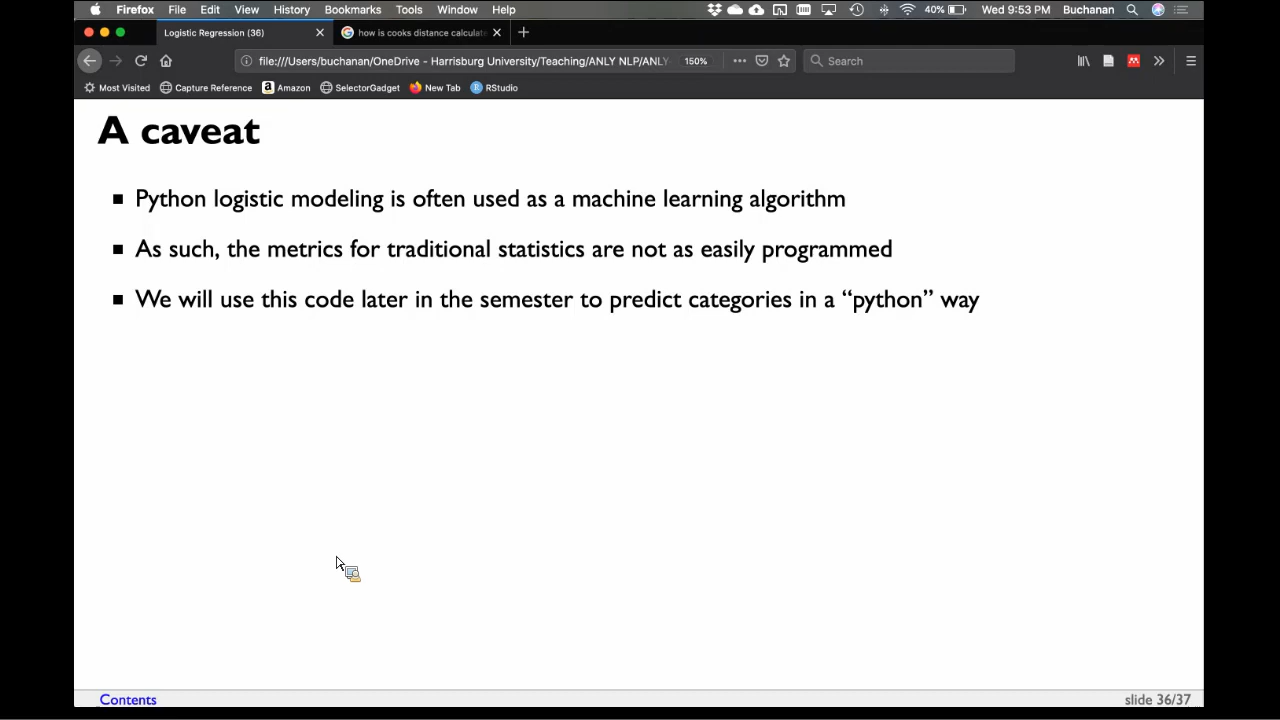 Firefox File Edit View History Bookmarks Tools Window Help 40% Wed 9:53 PM Buchanan
Logistic Regression (36) how is cooks distance calculat
file:///Users/buchanan/OneDrive - Harrisburg University/Teaching/ANLY NLP/ANLY 150% Search
Most Visited Capture Reference Amazon SelectorGadget New Tab RStudio
A caveat
Python logistic modeling is often used as a machine learning algorithm
As such, the metrics for traditional statistics are not as easily programmed
We will use this code later in the semester to predict categories in a “python” way
Contents slide 36/37